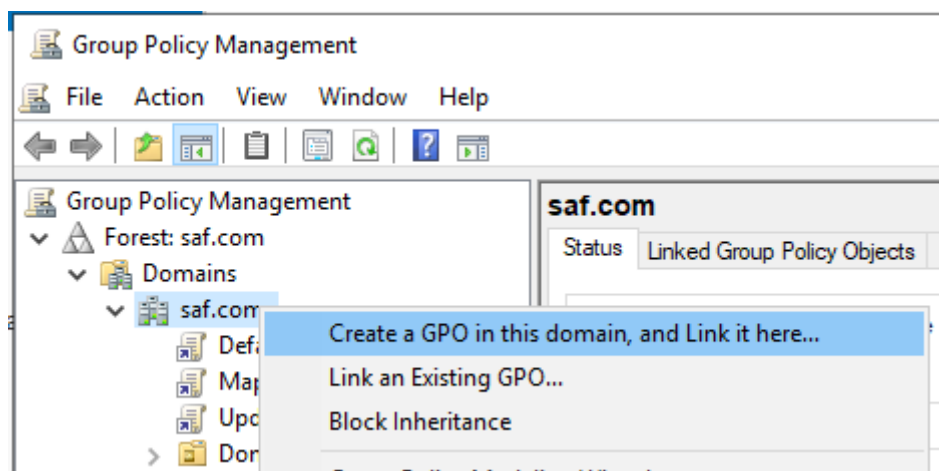 Group Policy Management
File Action View Window Help
Group Policy Management
Forest: saf.com
Domains
saf.com
saf.com
Status Linked Group Policy Objects
Create a GPO in this domain, and Link it here...
Link an Existing GPO...
Block Inheritance